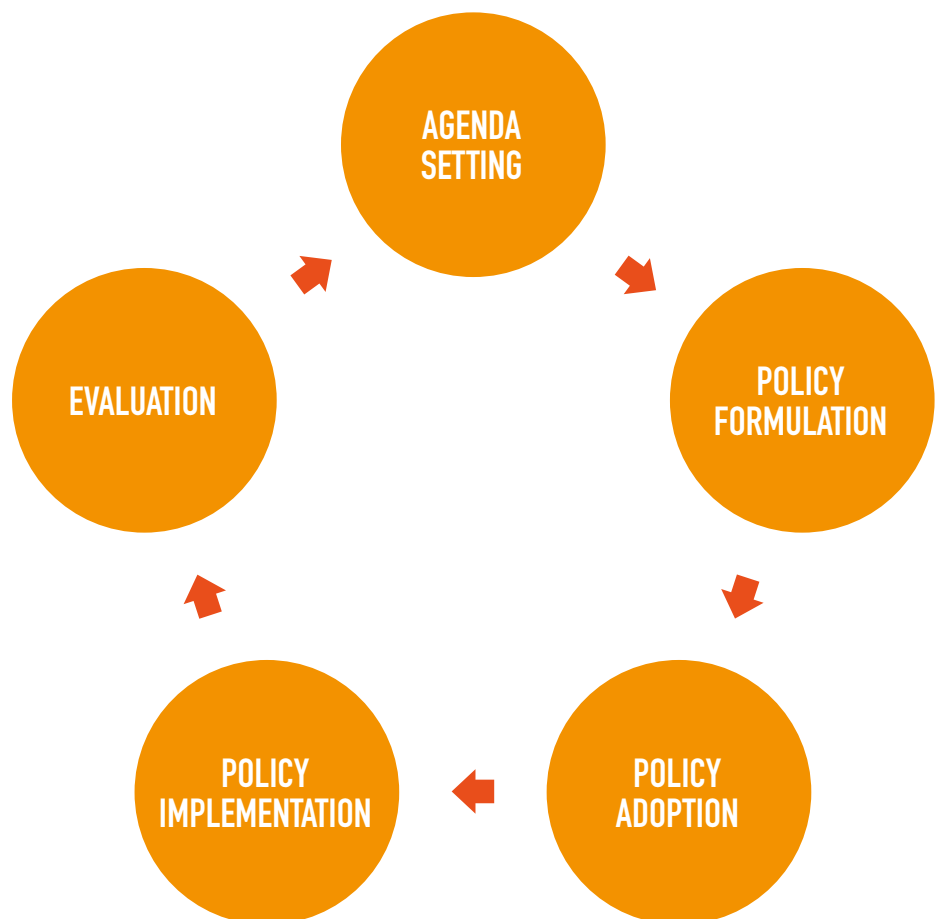 AGENDA
SETTING
POLICY
FORMULATION
POLICY
ADOPTION
POLICY
IMPLEMENTATION
EVALUATION